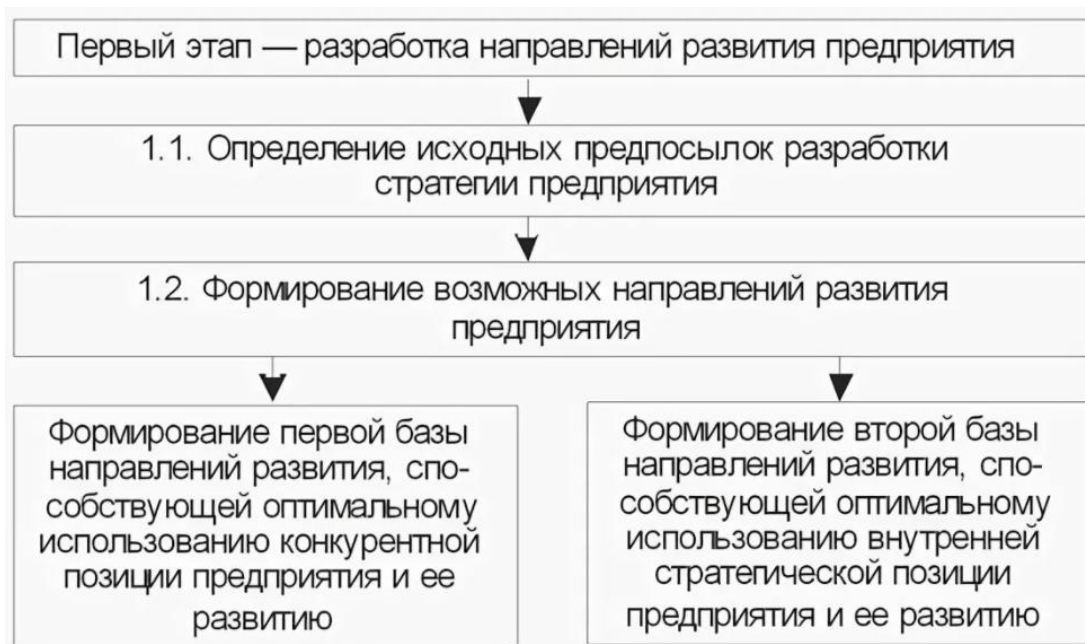 Первый этап — разработка направлений развития предприятия
1.1. Определение исходных предпосылок разработки
стратегии предприятия
1.2. Формирование возможных направлений развития
предприятия
Формирование первой базы
направлений развития, спо-
собствующей оптимальному
использованию конкурентной
позиции предприятия и ее
развитию
Формирование второй базы
направлений развития, спо-
собствующей оптимальному
использованию внутренней
стратегической позиции
предприятия и ее развитию